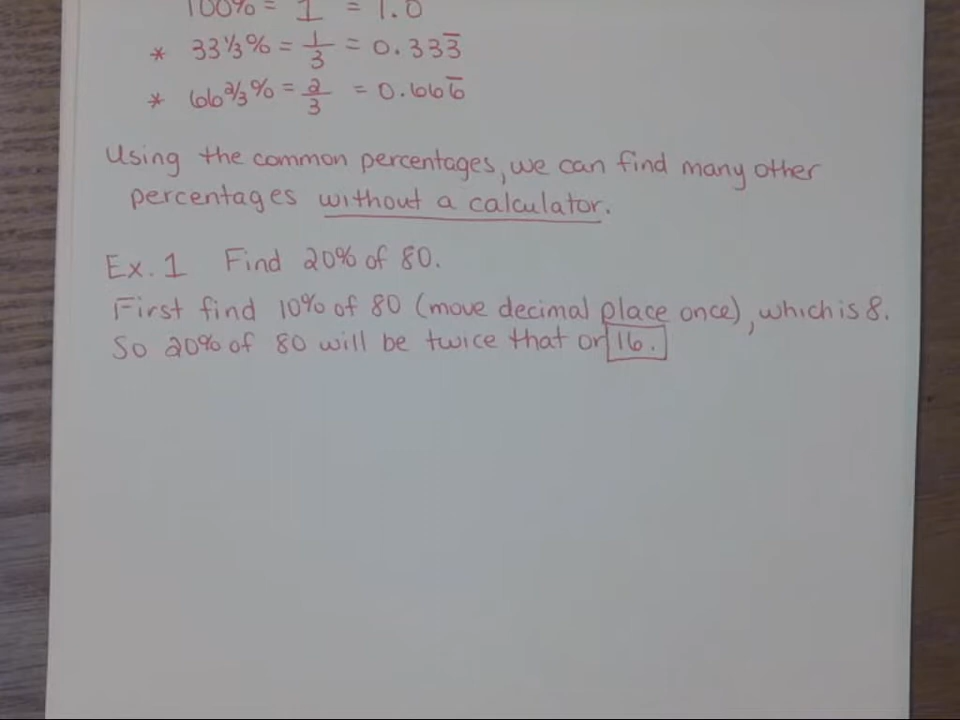 100% = 1 = 1.0
* 33⅓% = 1/3 = 0.333̅
* 66⅔% = 2/3 = 0.666̅
Using the common percentages, we can find many other
percentages without a calculator.
Ex. 1 Find 20% of 80.
First find 10% of 80 (move decimal place once), which is 8.
So 20% of 80 will be twice that or 16.